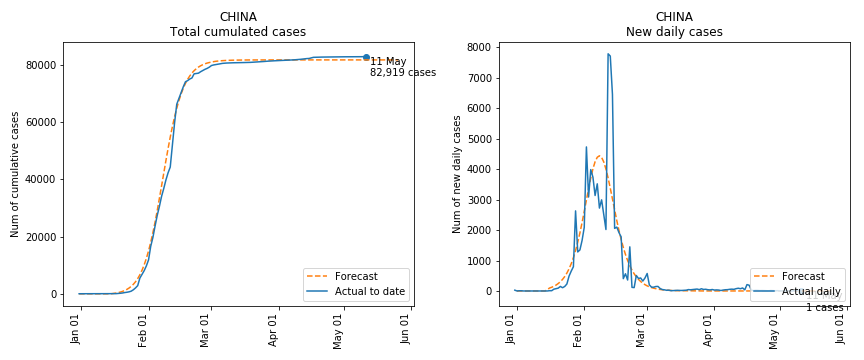 CHINA
Total cumulated cases
80000
60000
40000
20000
0
Num of cumulative cases
11 May
82,919 cases
Forecast
Actual to date
Jan 01
Feb 01
Mar 01
Apr 01
May 01
Jun 01
CHINA
New daily cases
8000
7000
6000
5000
4000
3000
2000
1000
0
Num of new daily cases
Forecast
Actual daily
11 May
1 cases
Jan 01
Feb 01
Mar 01
Apr 01
May 01
Jun 01